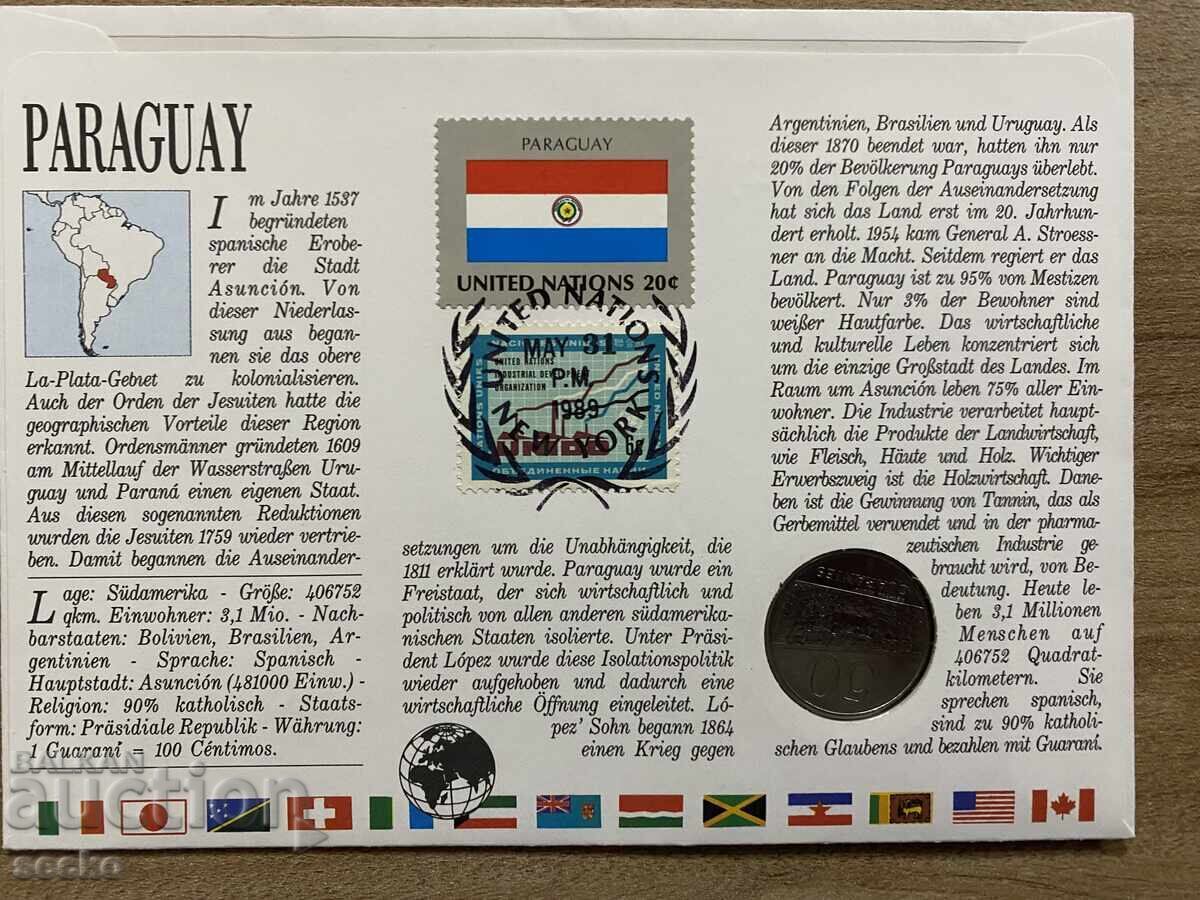 PARAGUAY
Im Jahre 1537
begründeten
spanische Erobe-
rer die Stadt
Asunción. Von
dieser Niederlas-
sung aus began-
nen sie das obere
La-Plata-Gebiet zu kolonialisieren.
Auch der Orden der Jesuiten hatte die
geographischen Vorteile dieser Region
erkannt. Ordensmänner gründeten 1609
am Mittellauf der Wasserstraßen Uru-
guay und Paraná einen eigenen Staat.
Aus diesen sogenannten Reduktionen
wurden die Jesuiten 1759 wieder vertrie-
ben. Damit begannen die Auseinander-
Lage: Südamerika - Größe: 406752
qkm. Einwohner: 3,1 Mio. - Nach-
barstaaten: Bolivien, Brasilien, Ar-
gentinien - Sprache: Spanisch -
Hauptstadt: Asunción (481000 Einw.) -
Religion: 90% katholisch - Staats-
form: Präsidiale Republik - Währung:
1 Guaraní = 100 Céntimos.
PARAGUAY
UNITED NATIONS 20¢
UNITED NATIONS
MAY 31
P.M
1989
NEW YORK
UNITED NATIONS
INDUSTRIAL DEVELOPMENT
ORGANIZATION
NATIONS UNIES
6¢
ОБЪЕДИНЕННЫЕ НАЦИИ
setzungen um die Unabhängigkeit, die
1811 erklärt wurde. Paraguay wurde ein
Freistaat, der sich wirtschaftlich und
politisch von allen anderen südamerika-
nischen Staaten isolierte. Unter Präsi-
dent López wurde diese Isolationspolitik
wieder aufgehoben und dadurch eine
wirtschaftliche Öffnung eingeleitet. Ló-
pez' Sohn begann 1864
einen Krieg gegen
Argentinien, Brasilien und Uruguay. Als
dieser 1870 beendet war, hatten ihn nur
20% der Bevölkerung Paraguays überlebt.
Von den Folgen der Auseinandersetzung
hat sich das Land erst im 20. Jahrhun-
dert erholt. 1954 kam General A. Stroess-
ner an die Macht. Seitdem regiert er das
Land. Paraguay ist zu 95% von Mestizen
bevölkert. Nur 3% der Bewohner sind
weißer Hautfarbe. Das wirtschaftliche
und kulturelle Leben konzentriert sich
um die einzige Großstadt des Landes. Im
Raum um Asunción leben 75% aller Ein-
wohner. Die Industrie verarbeitet haupt-
sächlich die Produkte der Landwirtschaft,
wie Fleisch, Häute und Holz. Wichtiger
Erwerbszweig ist die Holzwirtschaft. Dane-
ben ist die Gewinnung von Tannin, das als
Gerbemittel verwendet und in der pharma-
zeutischen Industrie ge-
braucht wird, von Be-
deutung. Heute le-
ben 3,1 Millionen
Menschen auf
406752 Quadrat-
kilometern. Sie
sprechen spanisch,
sind zu 90% katholi-
schen Glaubens und bezahlen mit Guaraní.
GUARANIES
50
BALKAN
auction
secko